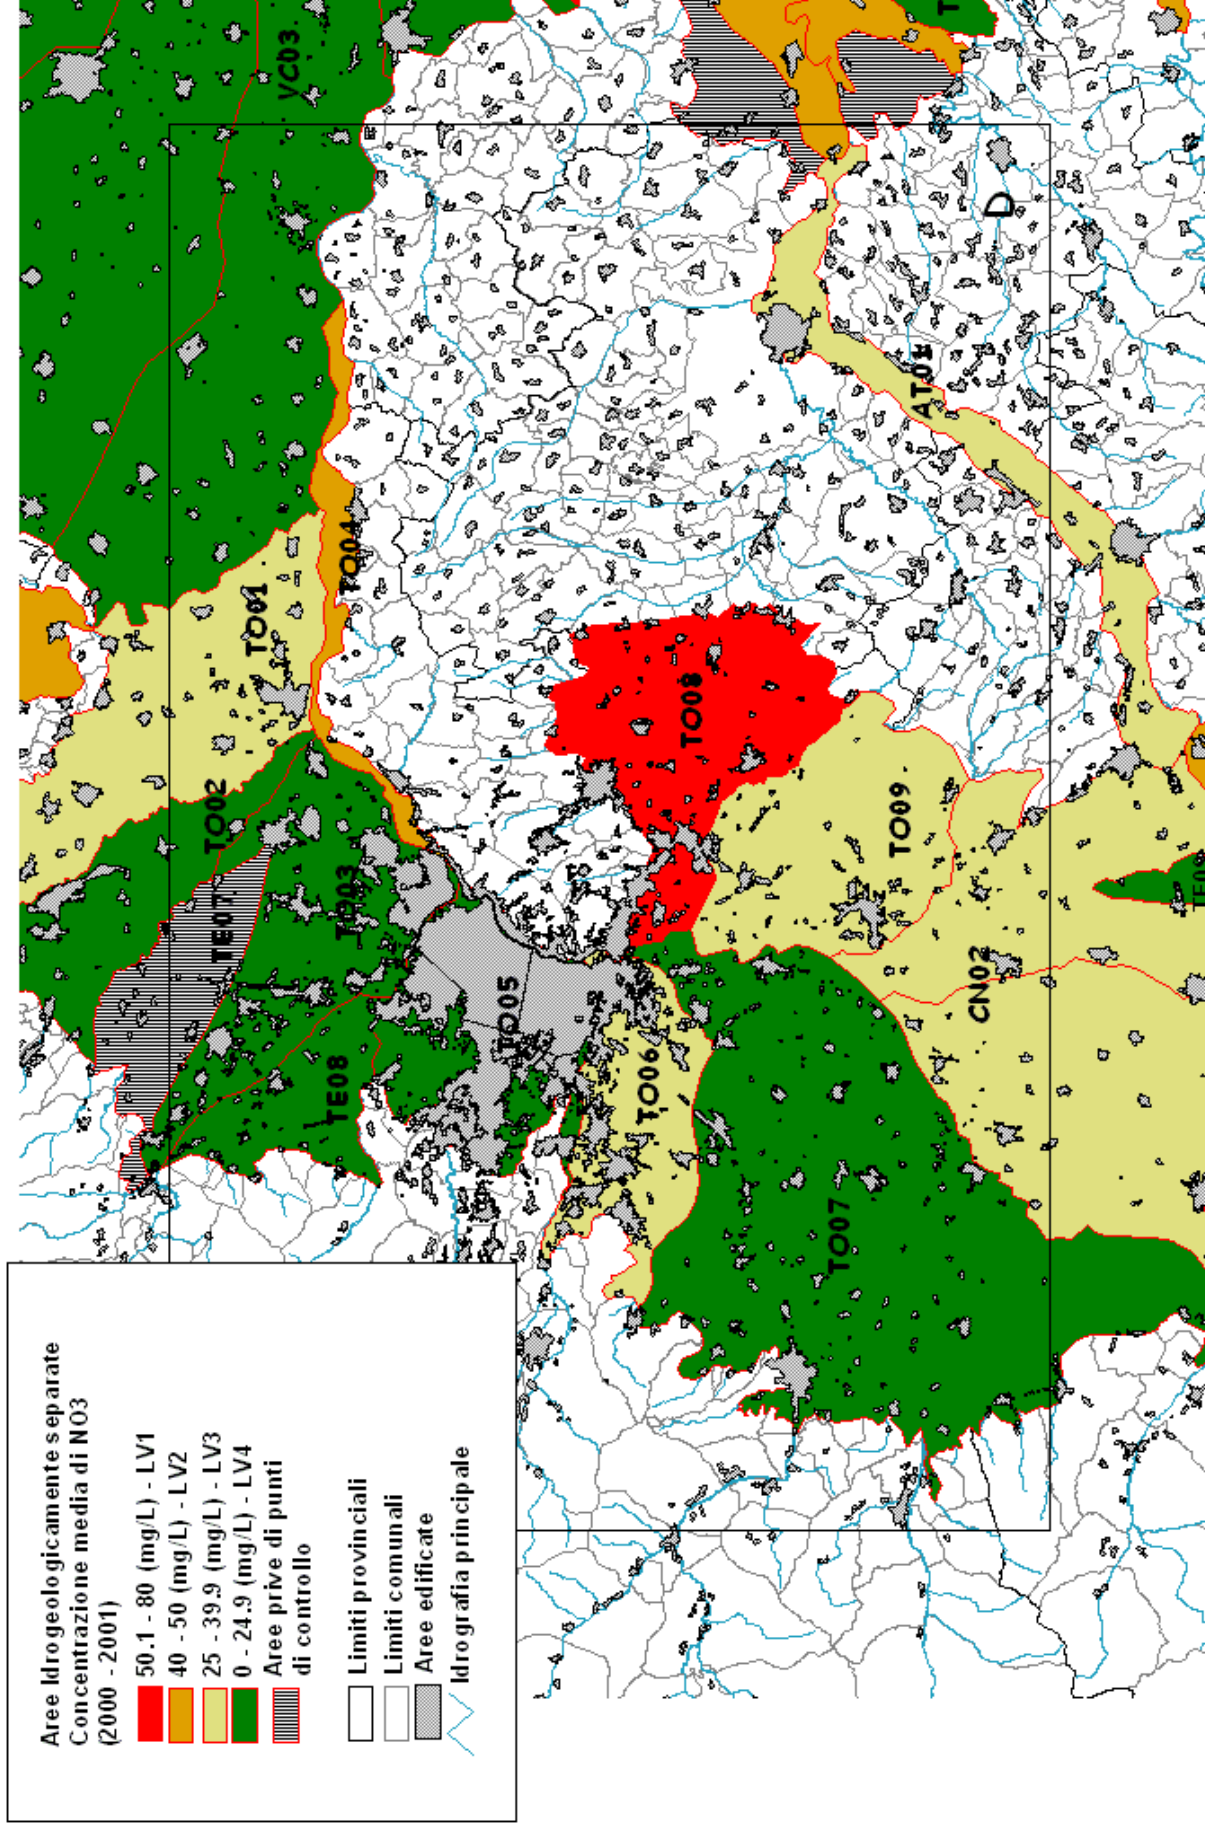 Aree Idrogeologicamente separate
Concentrazione media di NO3
(2000 - 2001)
50.1 - 80 (mg/L) - LV1
40 - 50 (mg/L) - LV2
25 - 39.9 (mg/L) - LV3
0 - 24.9 (mg/L) - LV4
Aree prive di punti
di controllo
Limiti provinciali
Limiti comunali
Aree edificate
Idrografia principale
VC03
TO01
TO04
TO02
TE07
TO03
TE08
TO05
TO06
TO07
TO08
TO09
CN02
AT01
D